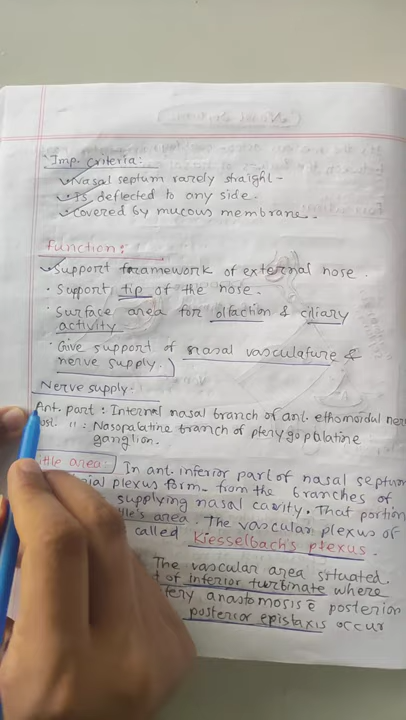 Imp. Criteria:
Nasal septum rarely straight -
Is deflected to any side.
Covered by mucous membrane.
Function:
Support framework of external nose.
Support tip of the nose.
Surface area for olfaction & ciliary
activity
Give support of nasal vasculature &
nerve supply.)
Nerve supply-
Ant. part : Internal nasal branch of ant. ethomoidul ner
" : Nasopalatine branch of pterygopalatine
ganglion.
area In ant. inferior part of nasal septum
plexus form from the branches of
supplying nasal cavity. That portion
area. The vascular plexus of
called Kiesselbach's plexus.
The vascular area situated.
of inferior turbinate where
anastomosis c̄ posterior
posterior epistaxis occur